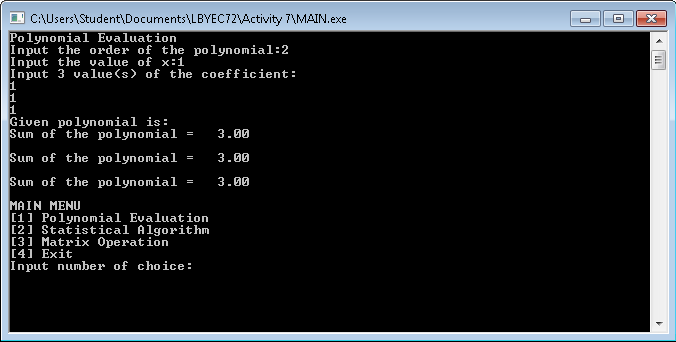 C:\Users\Student\Documents\LBYEC72\Activity 7\MAIN.exe
Polynomial Evaluation
Input the order of the polynomial:2
Input the value of x:1
Input 3 value(s) of the coefficient:
1
1
1
Given polynomial is:
Sum of the polynomial =   3.00
Sum of the polynomial =   3.00
Sum of the polynomial =   3.00
MAIN MENU
[1] Polynomial Evaluation
[2] Statistical Algorithm
[3] Matrix Operation
[4] Exit
Input number of choice: